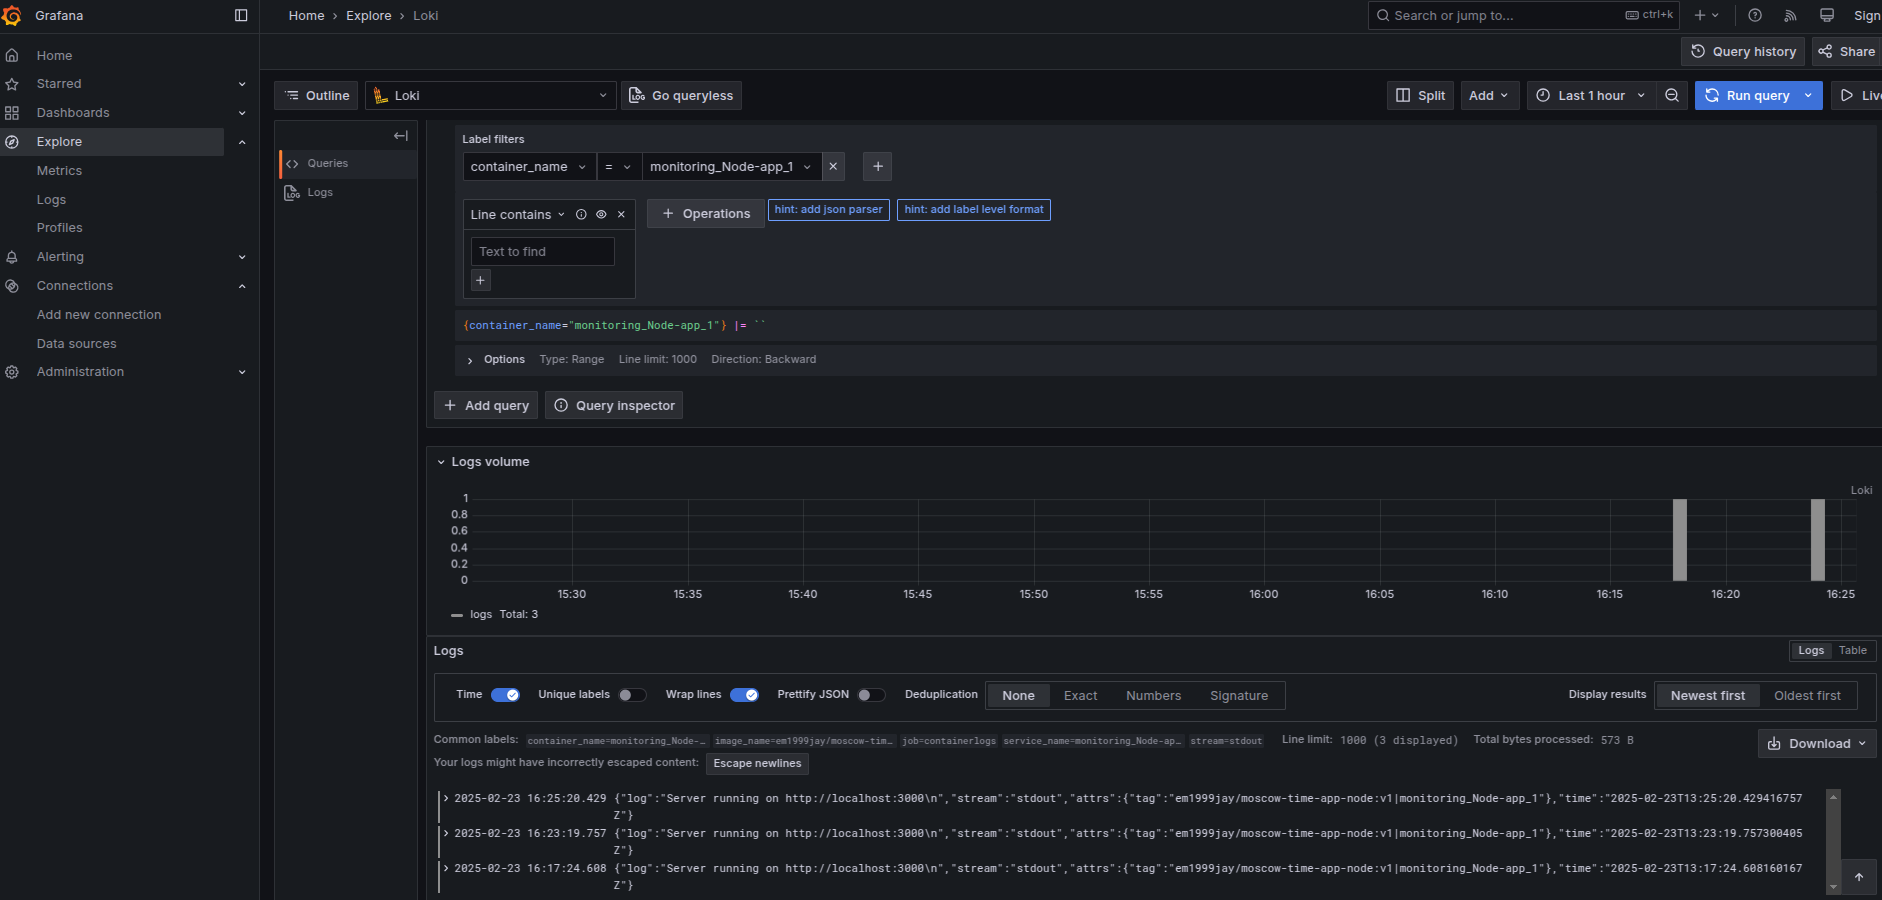 Grafana
Home › Explore › Loki
Search or jump to...
ctrl+k
Sign
Query history
Share
Home
Starred
Dashboards
Explore
Metrics
Logs
Profiles
Alerting
Connections
Add new connection
Data sources
Administration
Outline
Loki
Go queryless
Split
Add
Last 1 hour
Run query
Live
Queries
Logs
Label filters
container_name
=
monitoring_Node-app_1
Line contains
Operations
hint: add json parser
hint: add label level format
Text to find
{container_name="monitoring_Node-app_1"} |= ``
Options Type: Range Line limit: 1000 Direction: Backward
Add query
Query inspector
Logs volume
Loki
1
0.8
0.6
0.4
0.2
0
15:30 15:35 15:40 15:45 15:50 15:55 16:00 16:05 16:10 16:15 16:20 16:25
logs Total: 3
Logs
Logs Table
Time Unique labels Wrap lines Prettify JSON Deduplication None Exact Numbers Signature
Display results Newest first Oldest first
Common labels: container_name=monitoring_Node-… image_name=em1999jay/moscow-tim… job=containerlogs service_name=monitoring_Node-ap… stream=stdout Line limit: 1000 (3 displayed) Total bytes processed: 573 B
Download
Your logs might have incorrectly escaped content: Escape newlines
2025-02-23 16:25:20.429 {"log":"Server running on http://localhost:3000\n","stream":"stdout","attrs":{"tag":"em1999jay/moscow-time-app-node:v1|monitoring_Node-app_1"},"time":"2025-02-23T13:25:20.429416757
Z"}
2025-02-23 16:23:19.757 {"log":"Server running on http://localhost:3000\n","stream":"stdout","attrs":{"tag":"em1999jay/moscow-time-app-node:v1|monitoring_Node-app_1"},"time":"2025-02-23T13:23:19.757300405
Z"}
2025-02-23 16:17:24.608 {"log":"Server running on http://localhost:3000\n","stream":"stdout","attrs":{"tag":"em1999jay/moscow-time-app-node:v1|monitoring_Node-app_1"},"time":"2025-02-23T13:17:24.608160167
Z"}